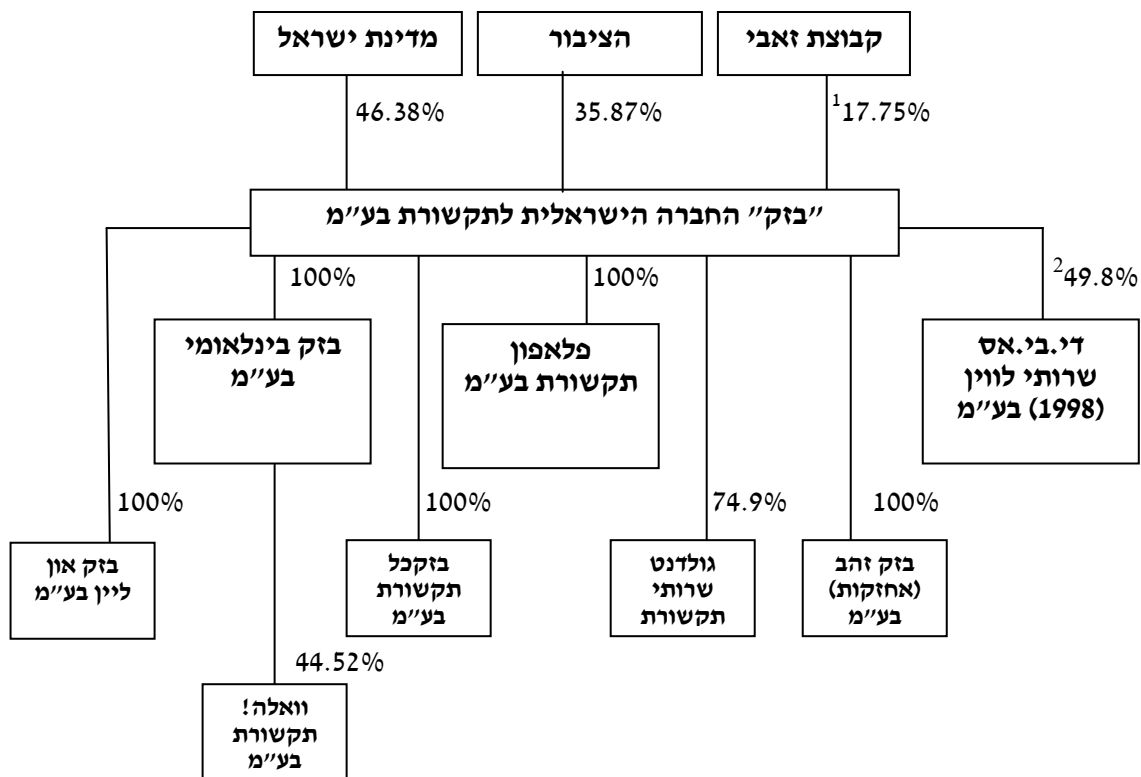 קבוצת זאבי
הציבור
מדינת ישראל
¹17.75%
35.87%
46.38%
״בזק״ החברה הישראלית לתקשורת בע״מ
²49.8%
100%
100%
די.בי.אס
שרותי לווין
(1998) בע״מ
פלאפון
תקשורת בע״מ
בזק בינלאומי
בע״מ
100%
74.9%
100%
100%
בזק זהב
(אחזקות)
בע״מ
גולדנט
שרותי
תקשורת
בזקכל
תקשורת
בע״מ
בזק און
ליין בע״מ
44.52%
וואלה!
תקשורת
בע״מ